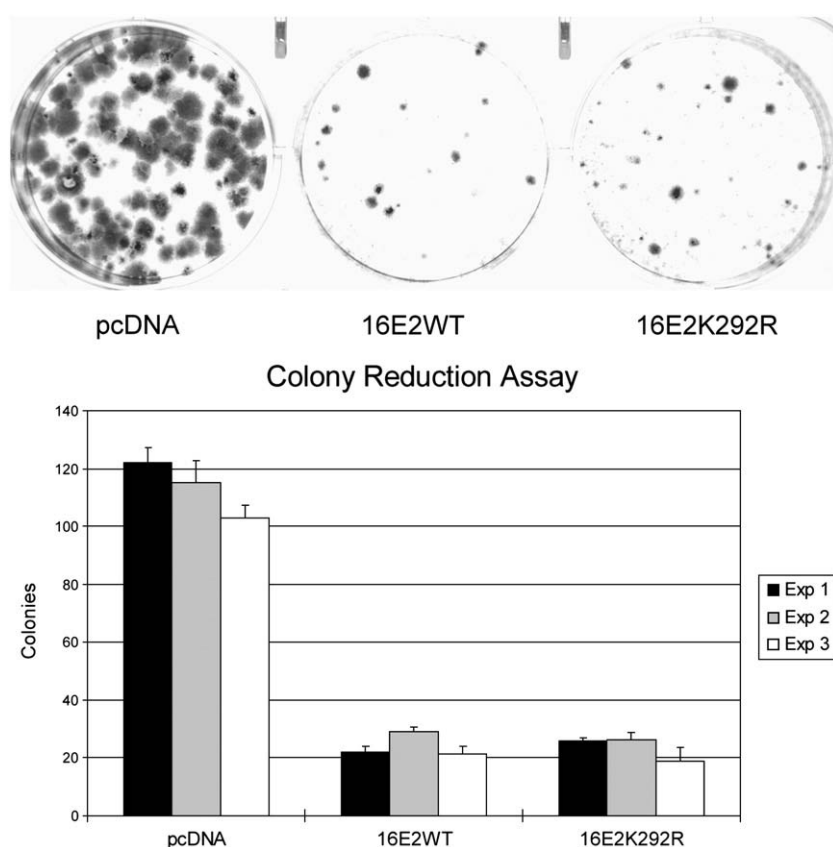 pcDNA
16E2WT
16E2K292R
Colony Reduction Assay
140
120
100
80
60
40
20
0
Colonies
pcDNA
16E2WT
16E2K292R
Exp 1
Exp 2
Exp 3